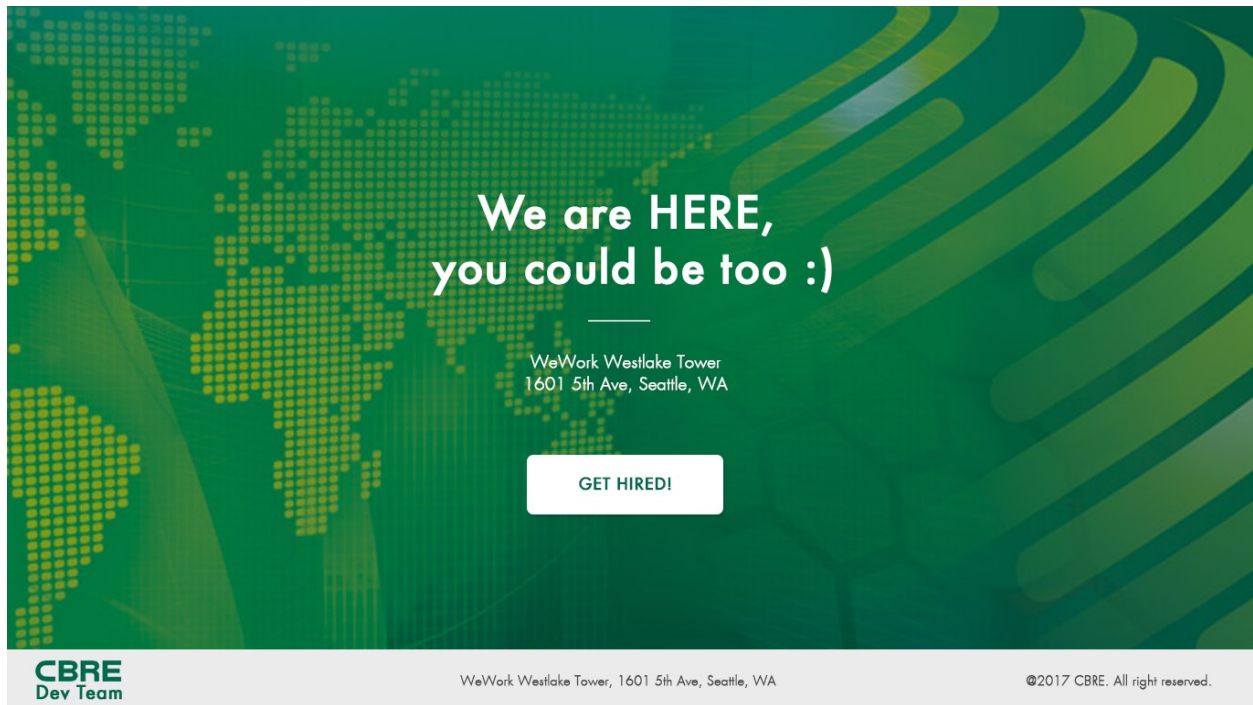 We are HERE,
you could be too :)
WeWork Westlake Tower
1601 5th Ave, Seattle, WA
GET HIRED!
CBRE
Dev Team
WeWork Westlake Tower, 1601 5th Ave, Seattle, WA
@2017 CBRE. All right reserved.